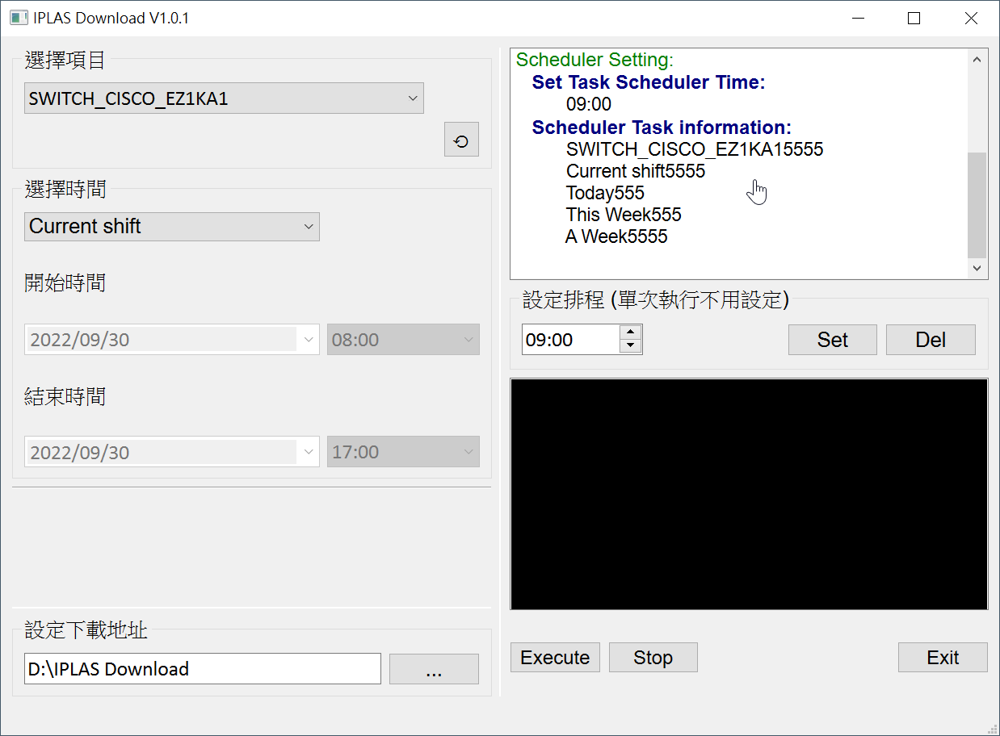 IPLAS Download V1.0.1
選擇項目
SWITCH_CISCO_EZ1KA1
選擇時間
Current shift
開始時間
2022/09/30 08:00
結束時間
2022/09/30 17:00
設定下載地址
D:\IPLAS Download ...
Scheduler Setting:
Set Task Scheduler Time:
09:00
Scheduler Task information:
SWITCH_CISCO_EZ1KA15555
Current shift5555
Today555
This Week555
A Week5555
設定排程 (單次執行不用設定)
09:00 Set Del
Execute Stop Exit